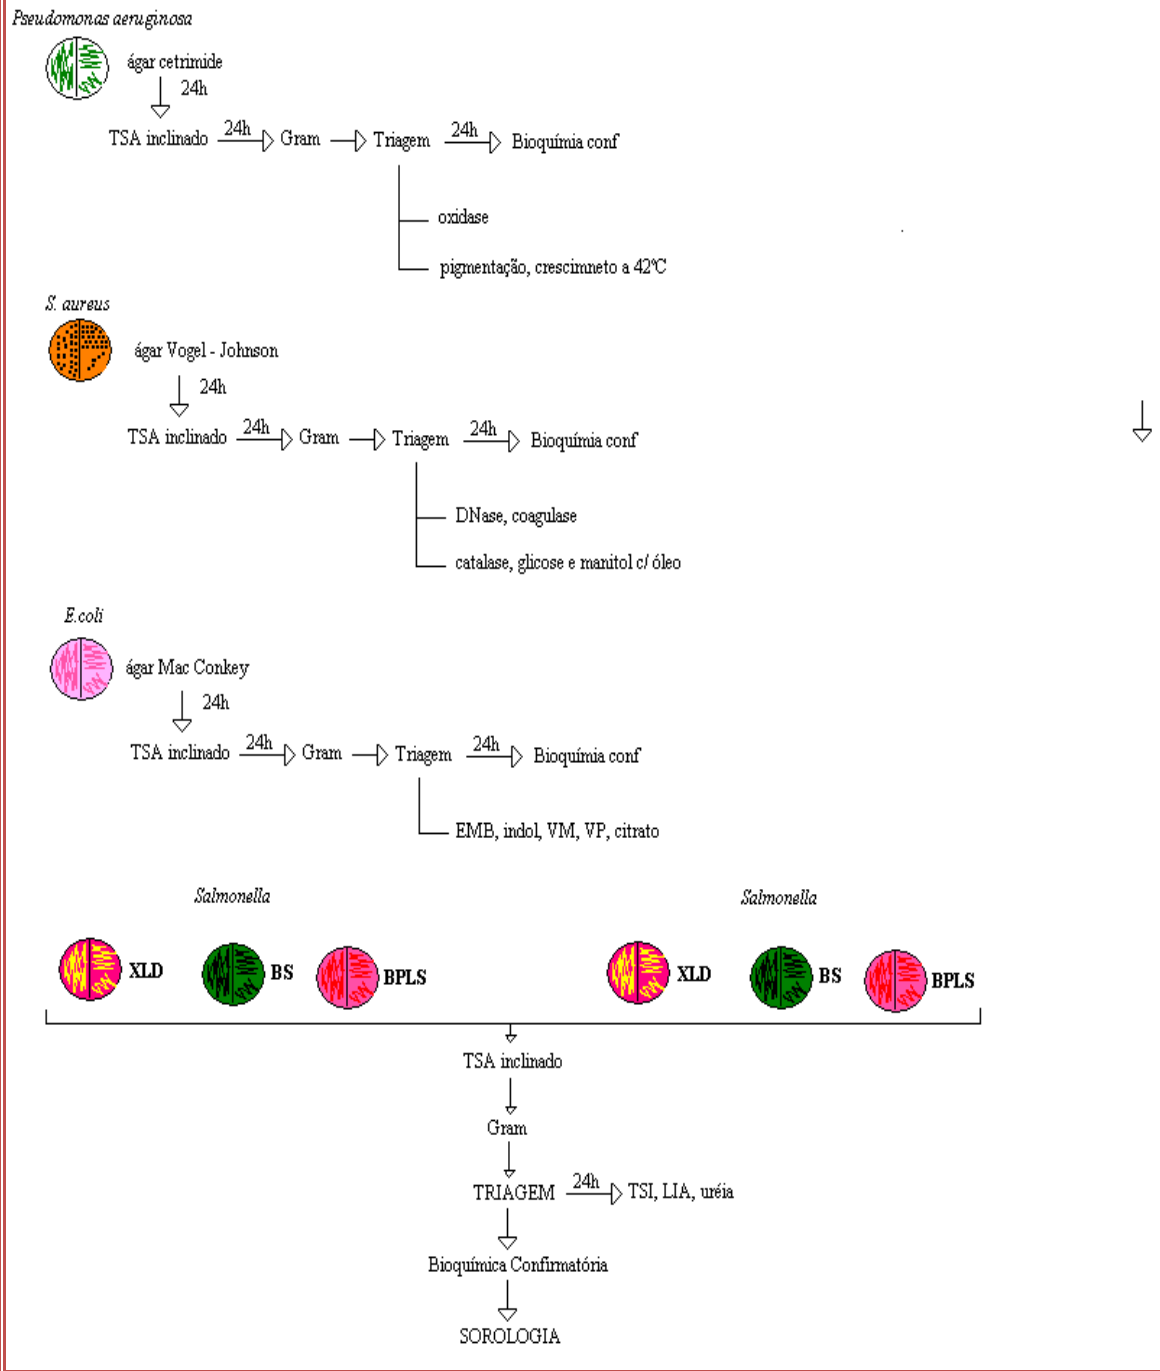 Pseudomonas aeruginosa
ágar cetrimide
24h
TSA inclinado 24h Gram Triagem 24h Bioquímia conf
oxidase
pigmentação, crescimneto a 42ºC
S. aureus
ágar Vogel - Johnson
24h
TSA inclinado 24h Gram Triagem 24h Bioquímia conf
DNase, coagulase
catalase, glicose e manitol c/ óleo
E.coli
ágar Mac Conkey
24h
TSA inclinado 24h Gram Triagem 24h Bioquímia conf
EMB, indol, VM, VP, citrato
Salmonella Salmonella
XLD BS BPLS XLD BS BPLS
TSA inclinado
Gram
TRIAGEM 24h TSI, LIA, uréia
Bioquímica Confirmatória
SOROLOGIA